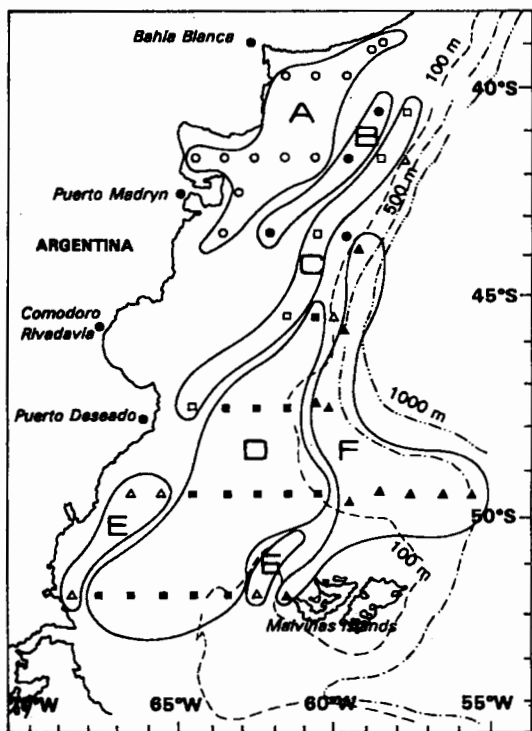 Bahia Blanca
100 m
40°S
A
B
500 m
Puerto Madryn
ARGENTINA
45°S
Comodoro
Rivadavia
1000 m
Puerto Deseado
D
F
50°S
E
E
100 m
Malvinas Islands
65°W
60°W
55°W